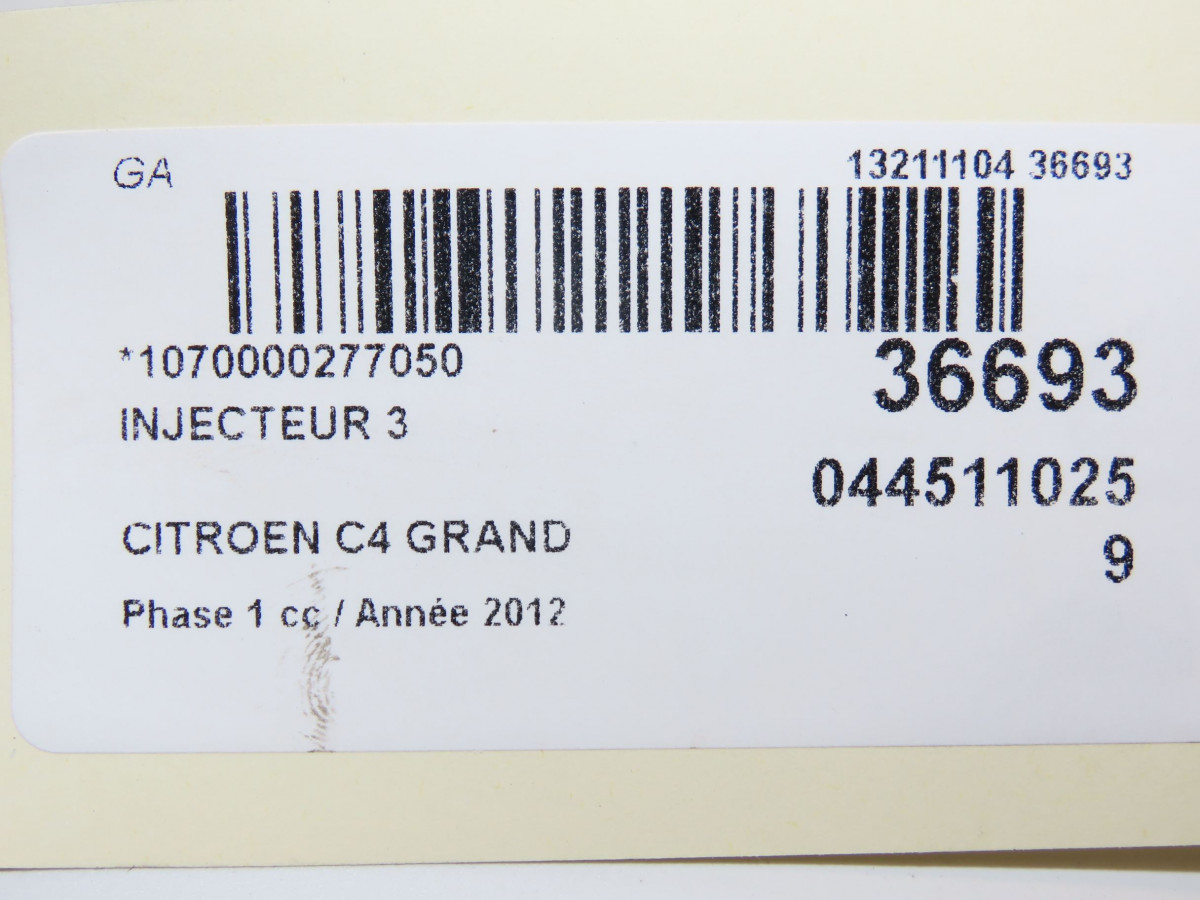 GA
13211104 36693
*1070000277050
36693
INJECTEUR 3
044511025
9
CITROEN C4 GRAND
Phase 1 cc / Année 2012